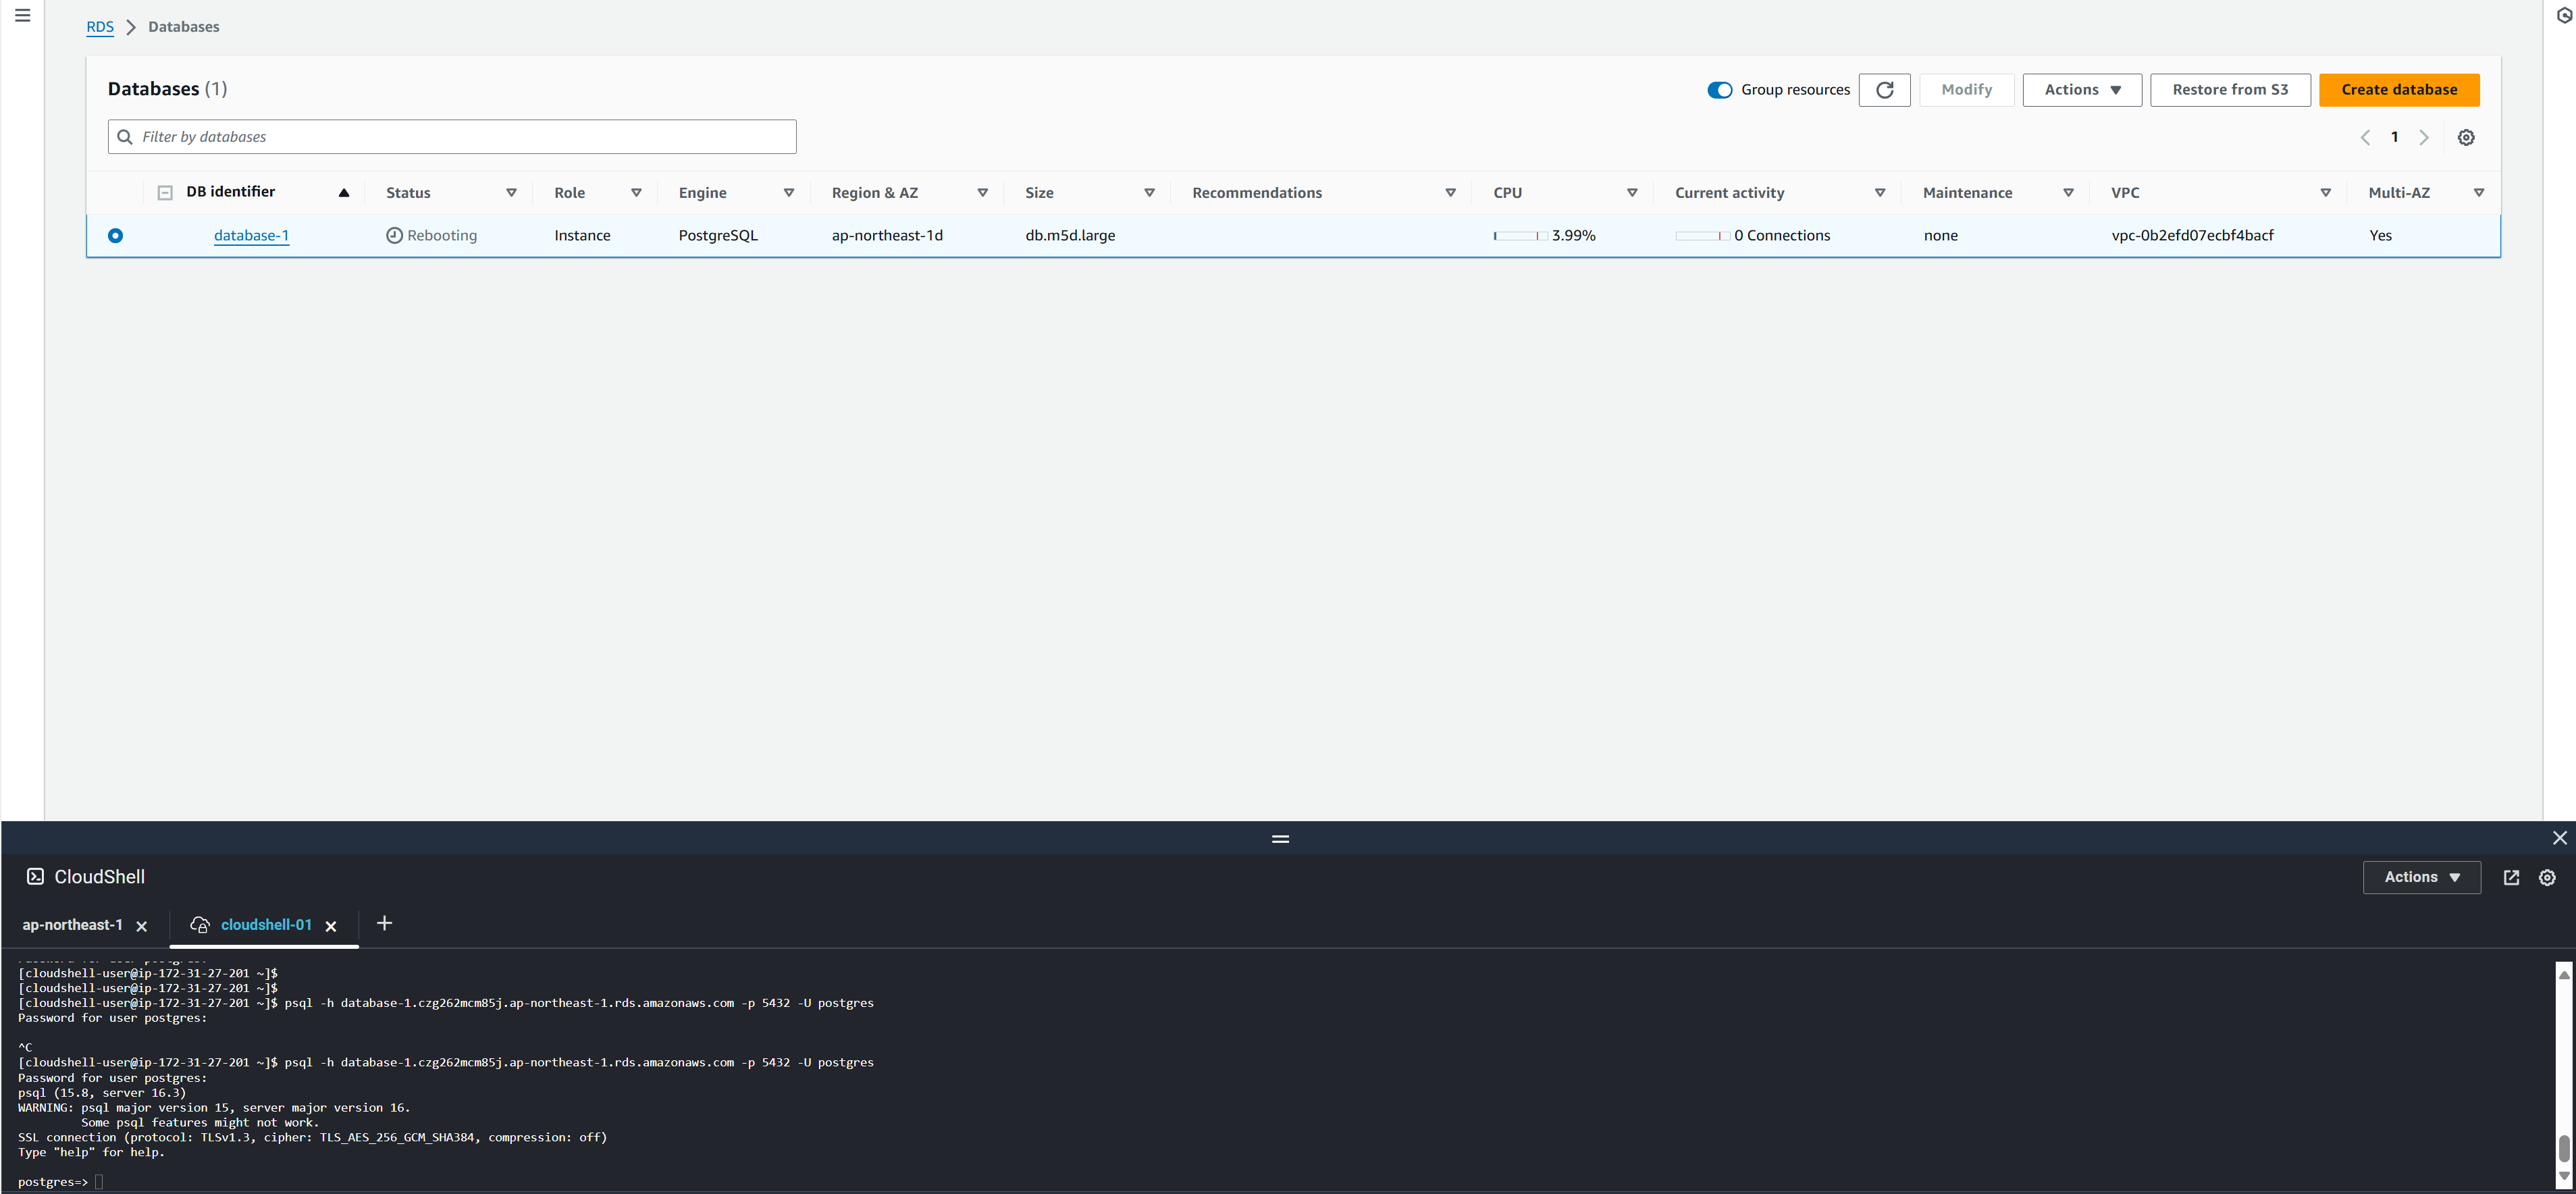 RDS > Databases
Databases (1)
Group resources
Modify
Actions
Restore from S3
Create database
Filter by databases
1
DB identifier Status Role Engine Region & AZ Size Recommendations CPU Current activity Maintenance VPC Multi-AZ
database-1 Rebooting Instance PostgreSQL ap-northeast-1d db.m5d.large 3.99% 0 Connections none vpc-0b2efd07ecbf4bacf Yes
CloudShell
Actions
ap-northeast-1
cloudshell-01
[cloudshell-user@ip-172-31-27-201 ~]$
[cloudshell-user@ip-172-31-27-201 ~]$
[cloudshell-user@ip-172-31-27-201 ~]$ psql -h database-1.czg262mcm85j.ap-northeast-1.rds.amazonaws.com -p 5432 -U postgres
Password for user postgres:
^C
[cloudshell-user@ip-172-31-27-201 ~]$ psql -h database-1.czg262mcm85j.ap-northeast-1.rds.amazonaws.com -p 5432 -U postgres
Password for user postgres:
psql (15.8, server 16.3)
WARNING: psql major version 15, server major version 16.
Some psql features might not work.
SSL connection (protocol: TLSv1.3, cipher: TLS_AES_256_GCM_SHA384, compression: off)
Type "help" for help.
postgres=>